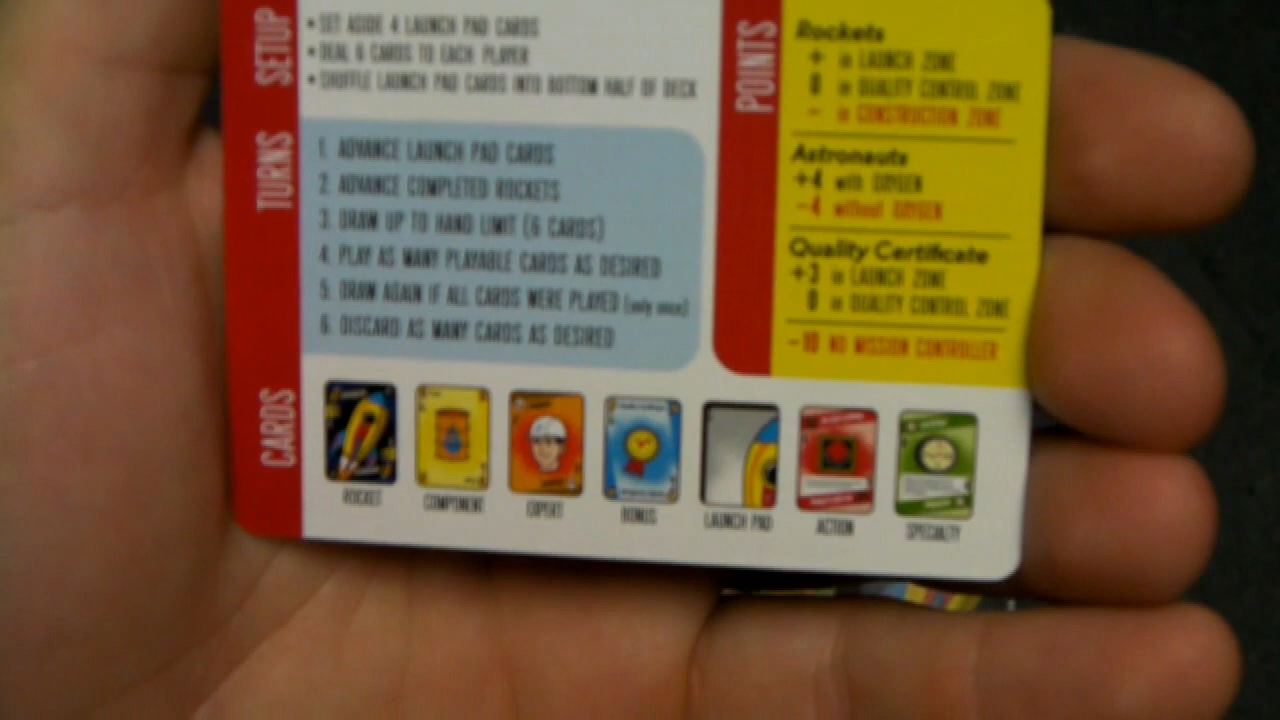 SETUP
• SET ASIDE 4 LAUNCH PAD CARDS
• DEAL 6 CARDS TO EACH PLAYER
• SHUFFLE LAUNCH PAD CARDS INTO BOTTOM HALF OF DECK
TURNS
1. ADVANCE LAUNCH PAD CARDS
2. ADVANCE COMPLETED ROCKETS
3. DRAW UP TO HAND LIMIT (6 CARDS)
4. PLAY AS MANY PLAYABLE CARDS AS DESIRED
5. DRAW AGAIN IF ALL CARDS WERE PLAYED (only once)
6. DISCARD AS MANY CARDS AS DESIRED
POINTS
Rockets
+ in LAUNCH ZONE
0 in QUALITY CONTROL ZONE
- in CONSTRUCTION ZONE
Astronauts
+4 with OXYGEN
-4 without OXYGEN
Quality Certificate
+3 in LAUNCH ZONE
0 in QUALITY CONTROL ZONE
-10 NO MISSION CONTROLLER
CARDS
ROCKET
COMPONENT
EXPERT
BONUS
LAUNCH PAD
ACTION
SPECIALTY